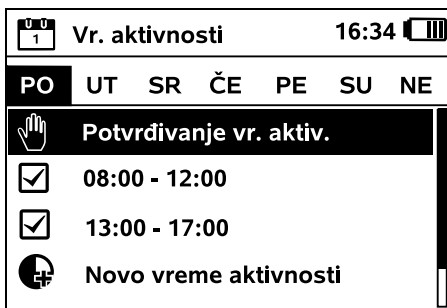 1 Vr. aktivnosti 16:34
PO UT SR ČE PE SU NE
Potvrđivanje vr. aktiv.
08:00 - 12:00
13:00 - 17:00
Novo vreme aktivnosti